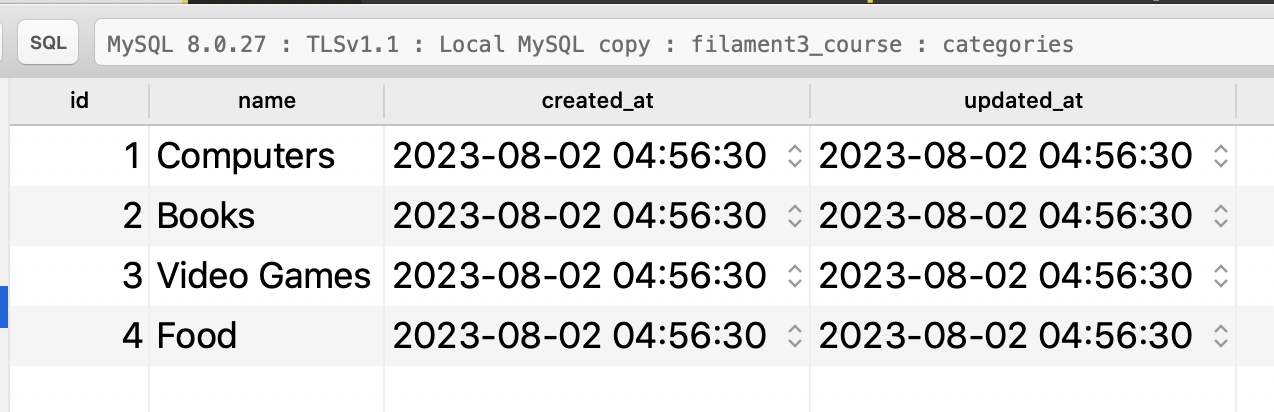 SQL MySQL 8.0.27 : TLSv1.1 : Local MySQL copy : filament3_course : categories
id name created_at updated_at
1 Computers 2023-08-02 04:56:30 2023-08-02 04:56:30
2 Books 2023-08-02 04:56:30 2023-08-02 04:56:30
3 Video Games 2023-08-02 04:56:30 2023-08-02 04:56:30
4 Food 2023-08-02 04:56:30 2023-08-02 04:56:30